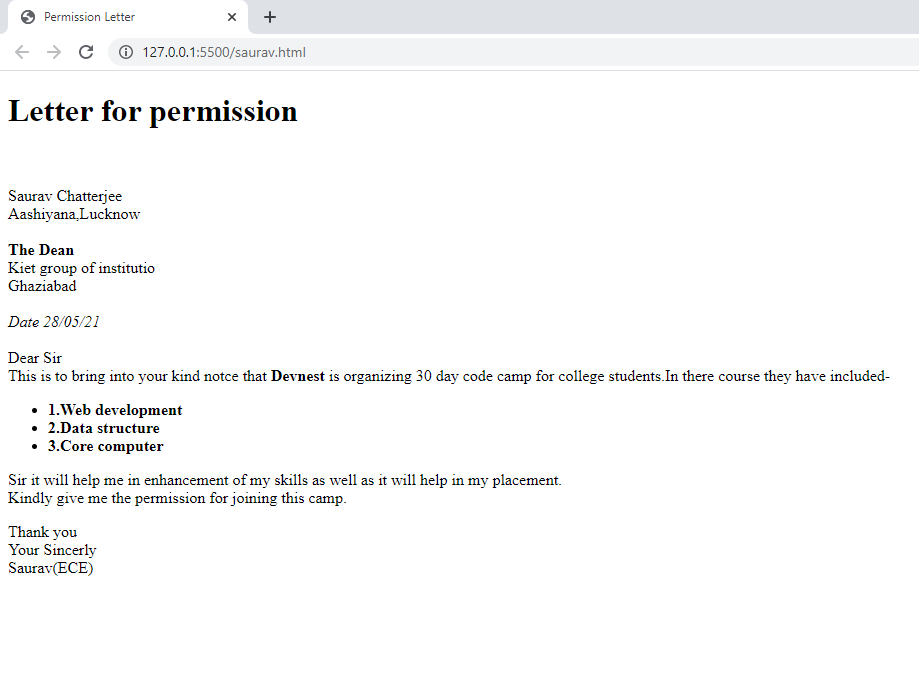 Permission Letter
127.0.0.1:5500/saurav.html
Letter for permission
Saurav Chatterjee
Aashiyana,Lucknow
The Dean
Kiet group of institutio
Ghaziabad
Date 28/05/21
Dear Sir
This is to bring into your kind notce that Devnest is organizing 30 day code camp for college students.In there course they have included-
• 1.Web development
• 2.Data structure
• 3.Core computer
Sir it will help me in enhancement of my skills as well as it will help in my placement.
Kindly give me the permission for joining this camp.
Thank you
Your Sincerly
Saurav(ECE)